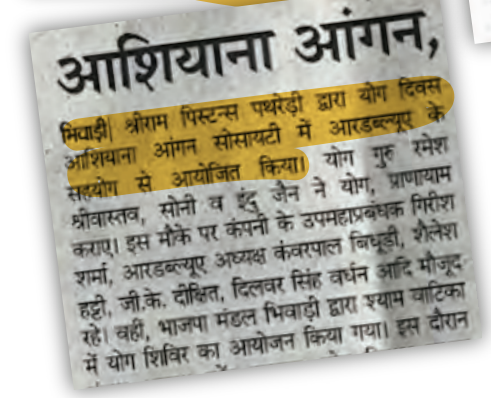 आशियाना आंगन,
भिवाड़ी| श्रीराम पिस्टन्स पथरेड़ी द्वारा योग दिवस
आशियाना आंगन सोसायटी में आरडब्ल्यूए के
सहयोग से आयोजित किया। योग गुरु रमेश
श्रीवास्तव, सोनी व इंदु जैन ने योग, प्राणायाम
कराए। इस मौके पर कंपनी के उपमहाप्रबंधक गिरीश
शर्मा, आरडब्ल्यूए अध्यक्ष कंवरपाल बिधूडी, शैलेश
हट्टी, जी.के. दीक्षित, दिलवर सिंह वर्धन आदि मौजूद
रहे। वहीं, भाजपा मंडल भिवाड़ी द्वारा श्याम वाटिका
में योग शिविर का आयोजन किया गया। इस दौरान